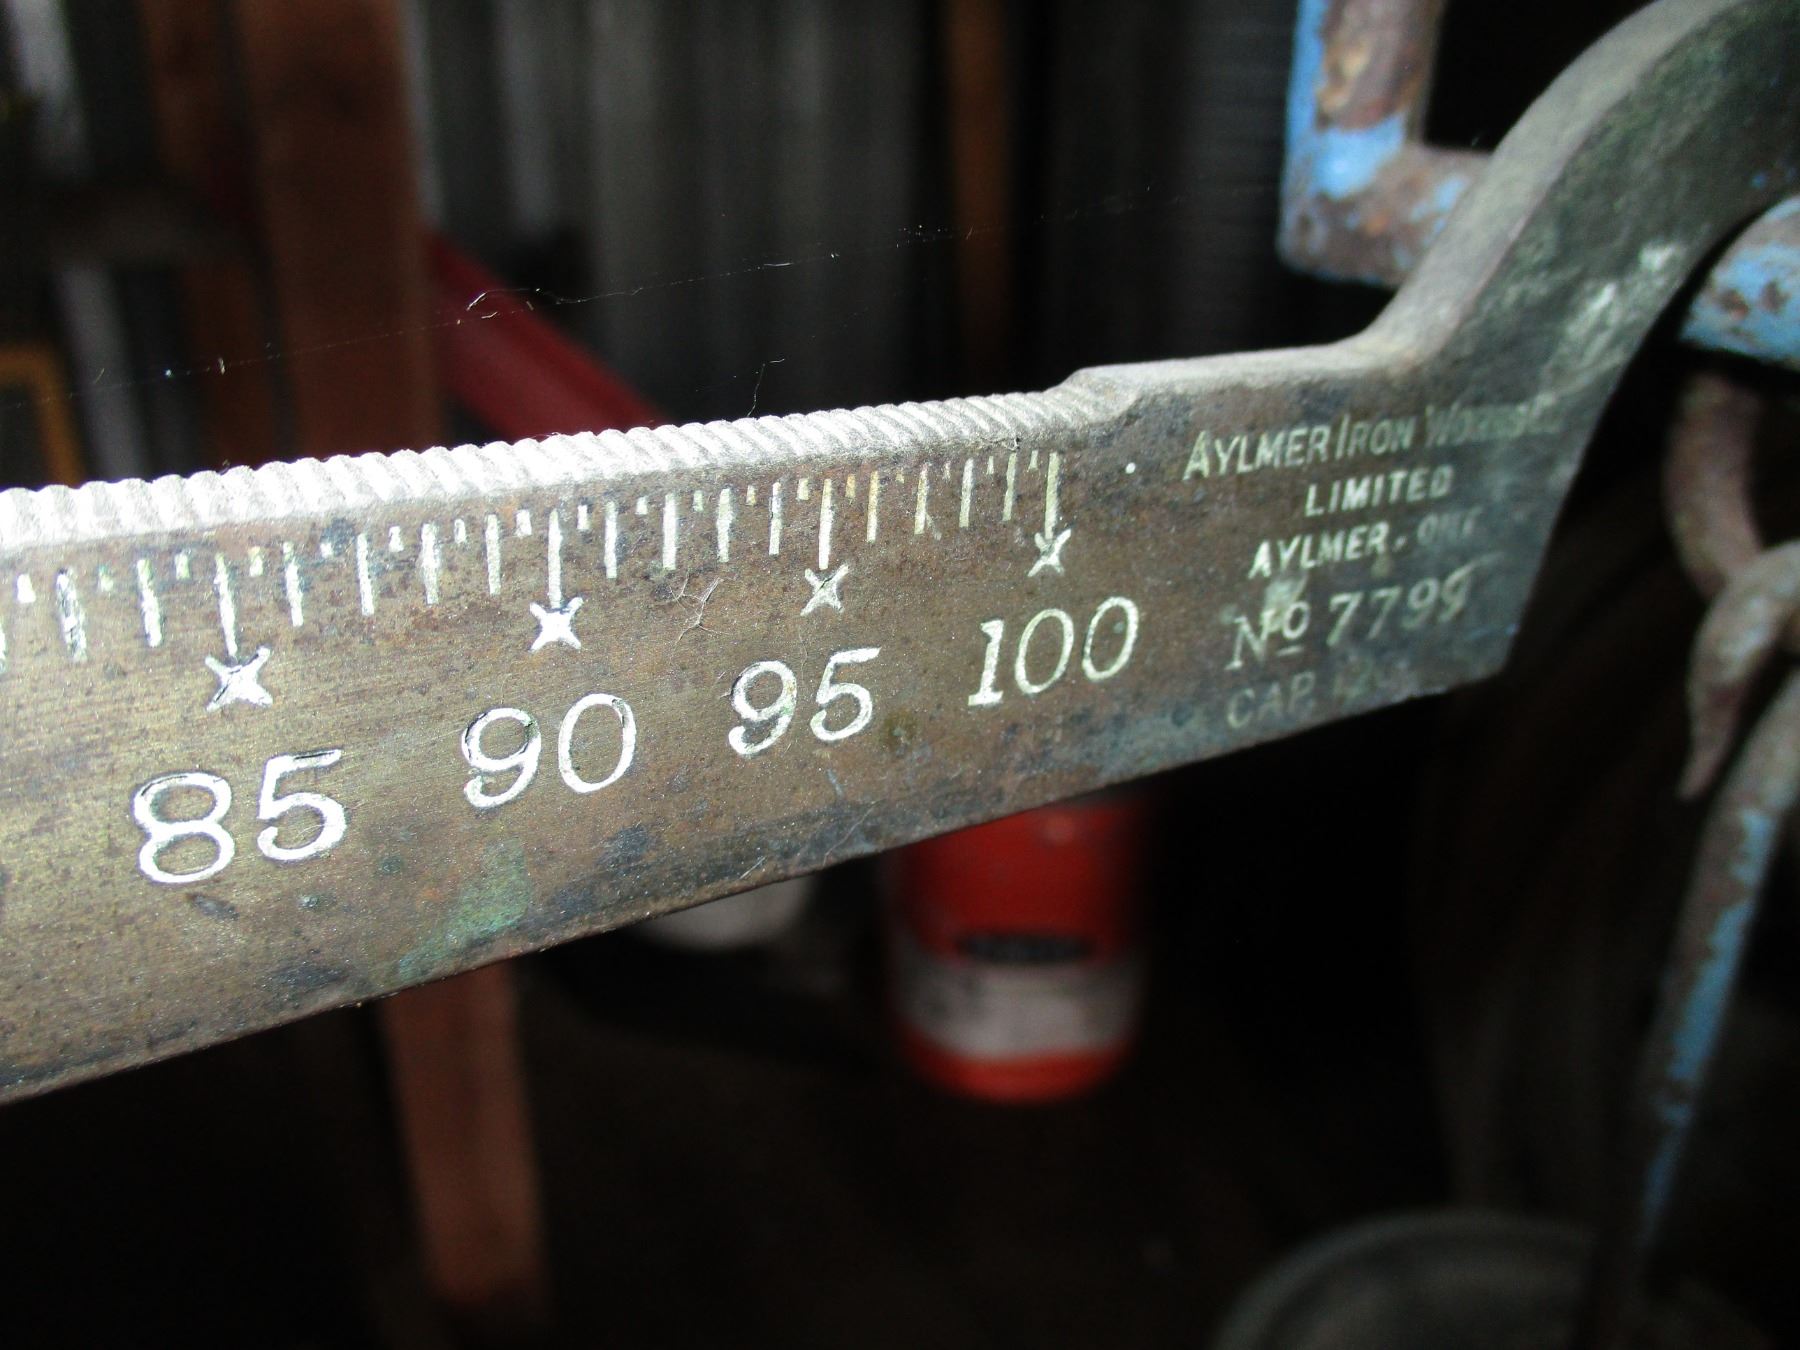 85 90 95 100
AYLMER IRON WORKS
LIMITED
AYLMER. ONT
No 7799
CAP.